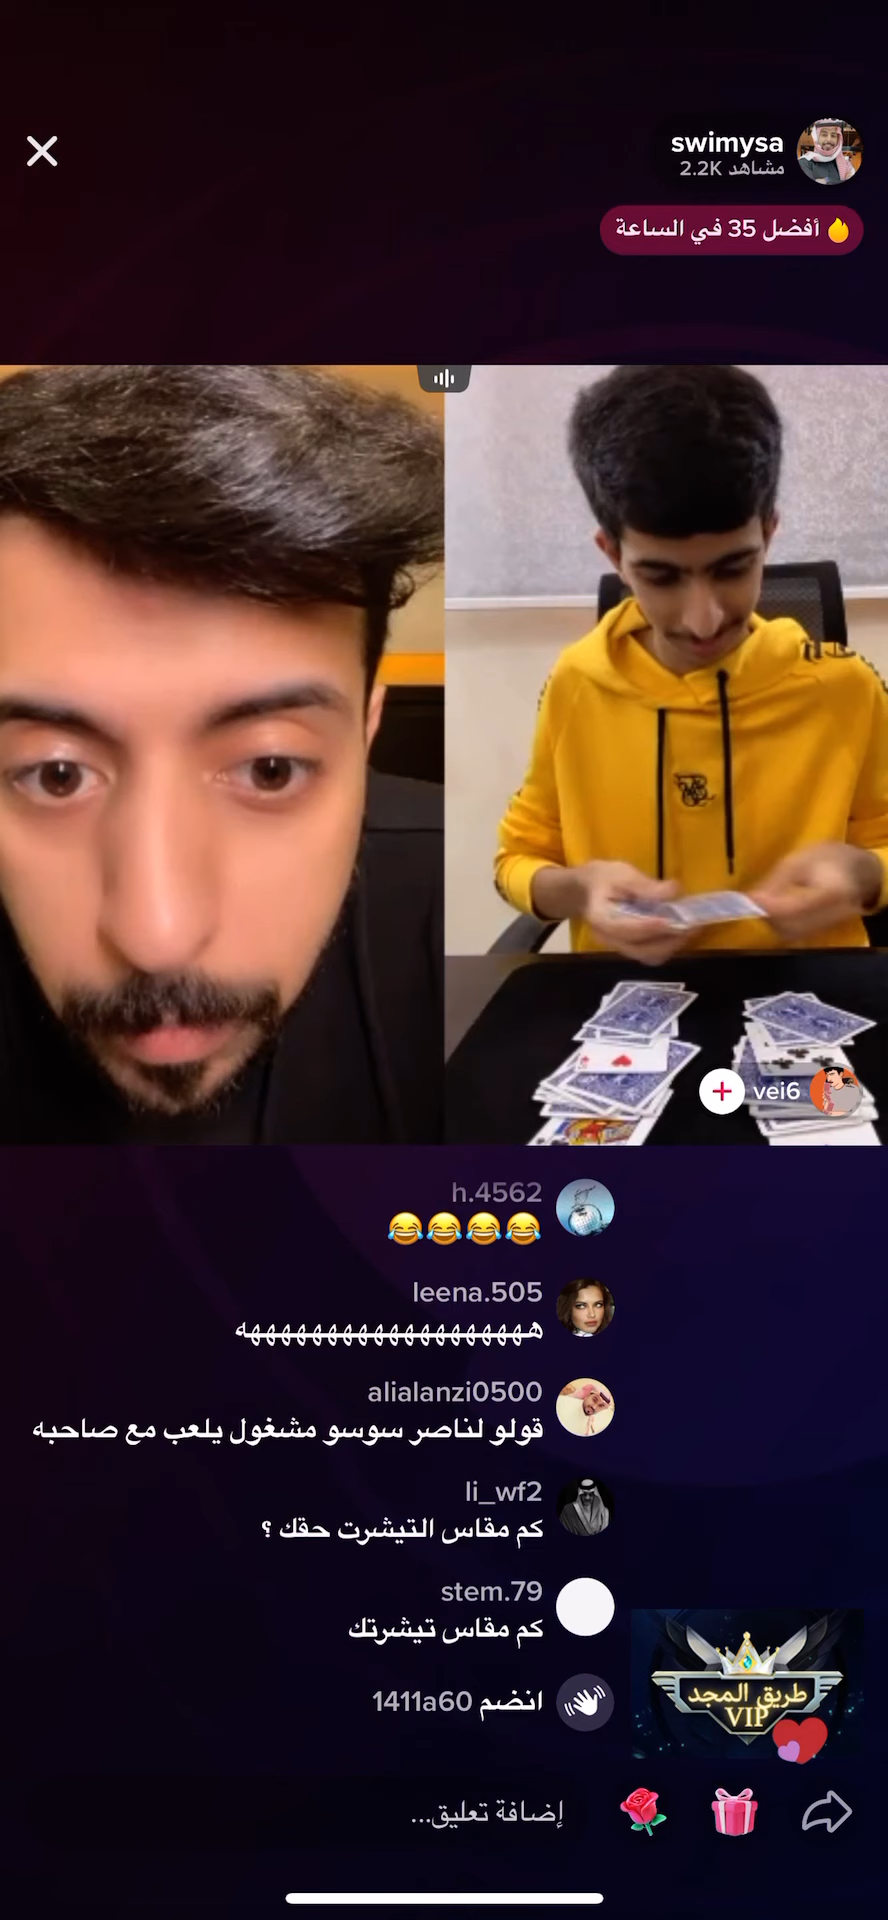 swimysa
2.2K مشاهد
أفضل 35 في الساعة
vei6
h.4562
😂😂😂😂
leena.505
ههههههههههههههههههههه
alialanzi0500
قولو لناصر سوسو مشغول يلعب مع صاحبه
li_wf2
كم مقاس التيشرت حقك ؟
stem.79
كم مقاس تيشرتك
1411a60 انضم
طريق المجد
VIP
إضافة تعليق...